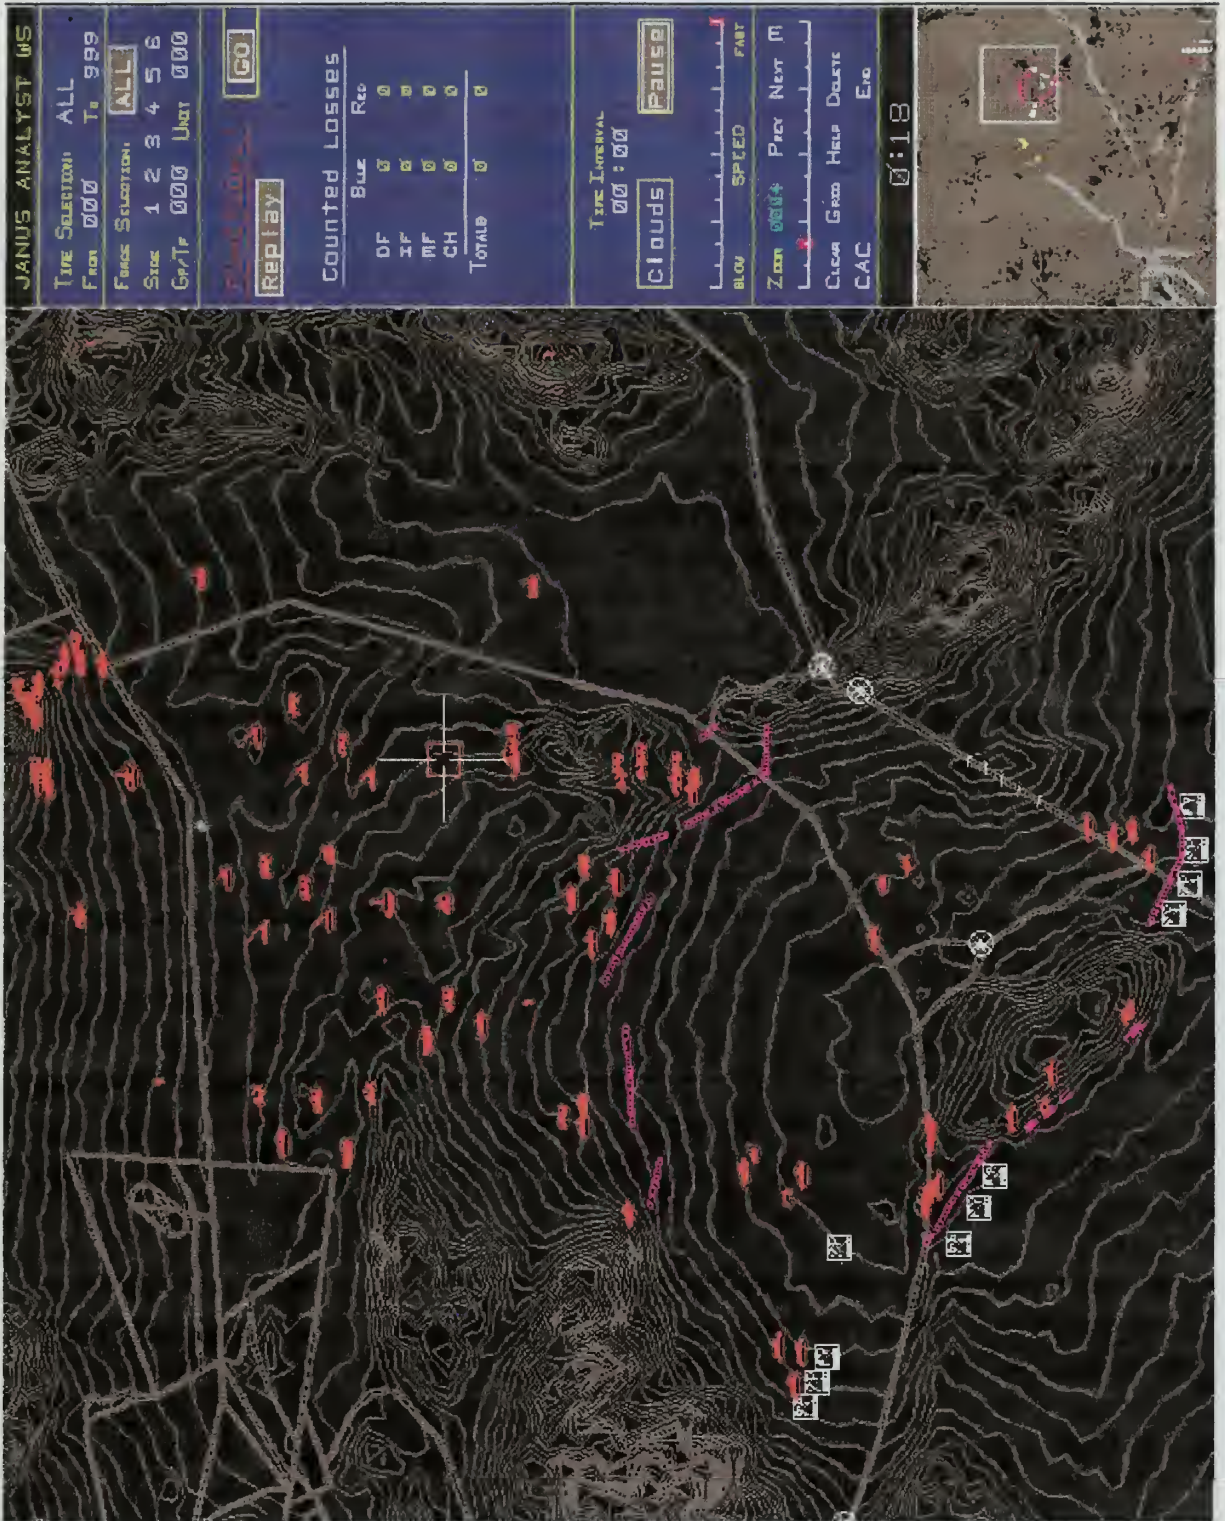 JANUS ANALYST WS
TIME SELECTION: ALL
FROM 000 TO 999
FORCE SELECTION: ALL
SIDE 1 2 3 4 5 6
GP/TF 000 UNIT 000
GO
Replay
Counted Losses
BLUE RED
DF 0 0
IF 0 0
MF 0 0
CH 0 0
TOTALS 0 0
TIME INTERVAL
00:00
Clouds Pause
SLOW SPEED FAST
ZOOM 0004 PREV NEXT M
CLEAR GRID HELP DELETE
CAC END
0:18